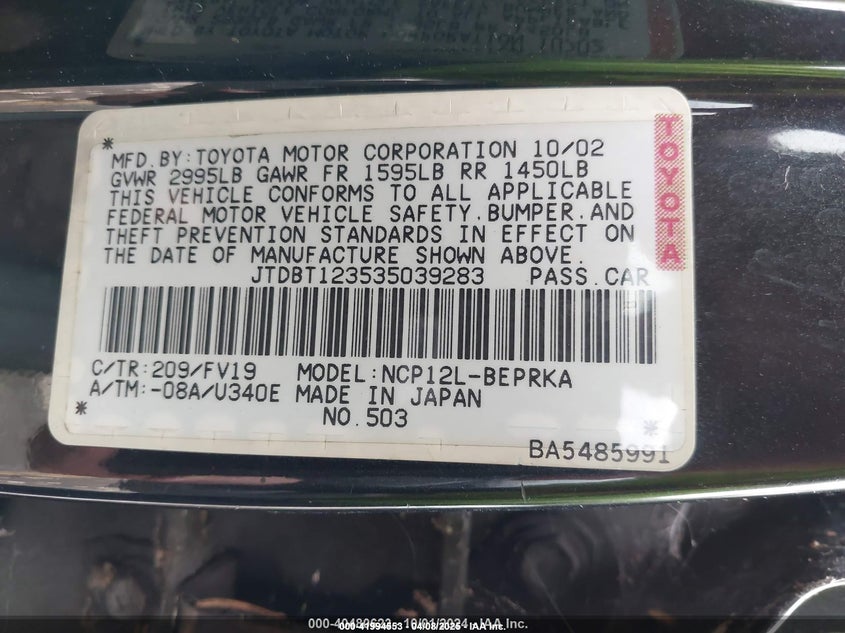 MFD. BY: TOYOTA MOTOR CORPORATION 10/02
GVWR 2995LB GAWR FR 1595LB RR 1450LB
THIS VEHICLE CONFORMS TO ALL APPLICABLE
FEDERAL MOTOR VEHICLE SAFETY. BUMPER. AND
THEFT PREVENTION STANDARDS IN EFFECT ON
THE DATE OF MANUFACTURE SHOWN ABOVE.
JTDBT123535039283 PASS. CAR
TOYOTA
C/TR: 209/FV19 MODEL: NCP12L-BEPRKA
A/TM: -08A/U340E MADE IN JAPAN
NO. 503
BA5485991